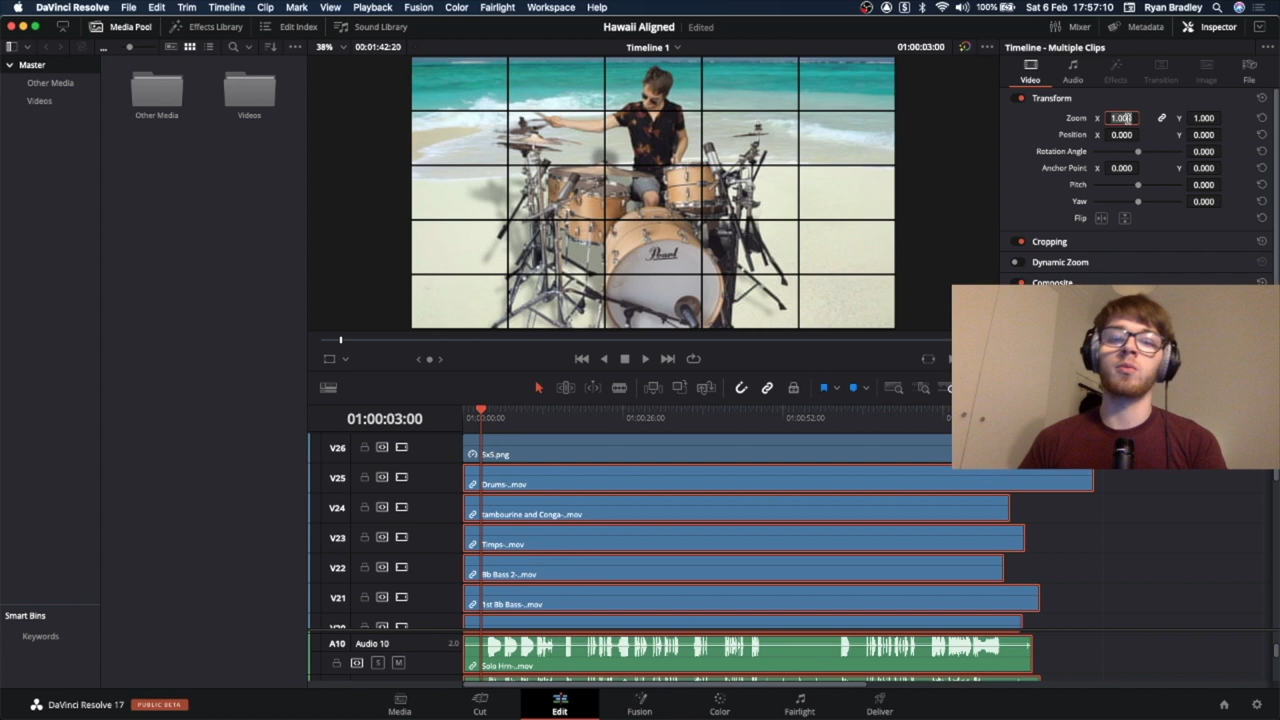 DaVinci Resolve File Edit Trim Timeline Clip Mark View Playback Fusion Color Fairlight Workspace Help 100% Sat 6 Feb 17:57:10 Ryan Bradley
Media Pool Effects Library Edit Index Sound Library Hawaii Aligned Edited Mixer Metadata Inspector
38% 00:01:42:20 Timeline 1 01:00:03:00 Timeline - Multiple Clips
Master
Other Media
Videos
Other Media Videos
Video Audio Effects Transition Image File
Transform
Zoom X 1.000 Y 1.000
Position X 0.000 Y 0.000
Rotation Angle 0.000
Anchor Point X 0.000 Y 0.000
Pitch 0.000
Yaw 0.000
Flip
Cropping
Dynamic Zoom
Composite
Pearl
01:00:03:00 01:00:00:00 01:00:26:00 01:00:52:00
V26 5x5.png
V25 Drums-..mov
V24 tambourine and Conga-..mov
V23 Timps-..mov
V22 Bb Bass 2-..mov
V21 1st Bb Bass-..mov
V20
A10 Audio 10 2.0
S M Solo Hrn-..mov
Smart Bins
Keywords
DaVinci Resolve 17 PUBLIC BETA Media Cut Edit Fusion Color Fairlight Deliver